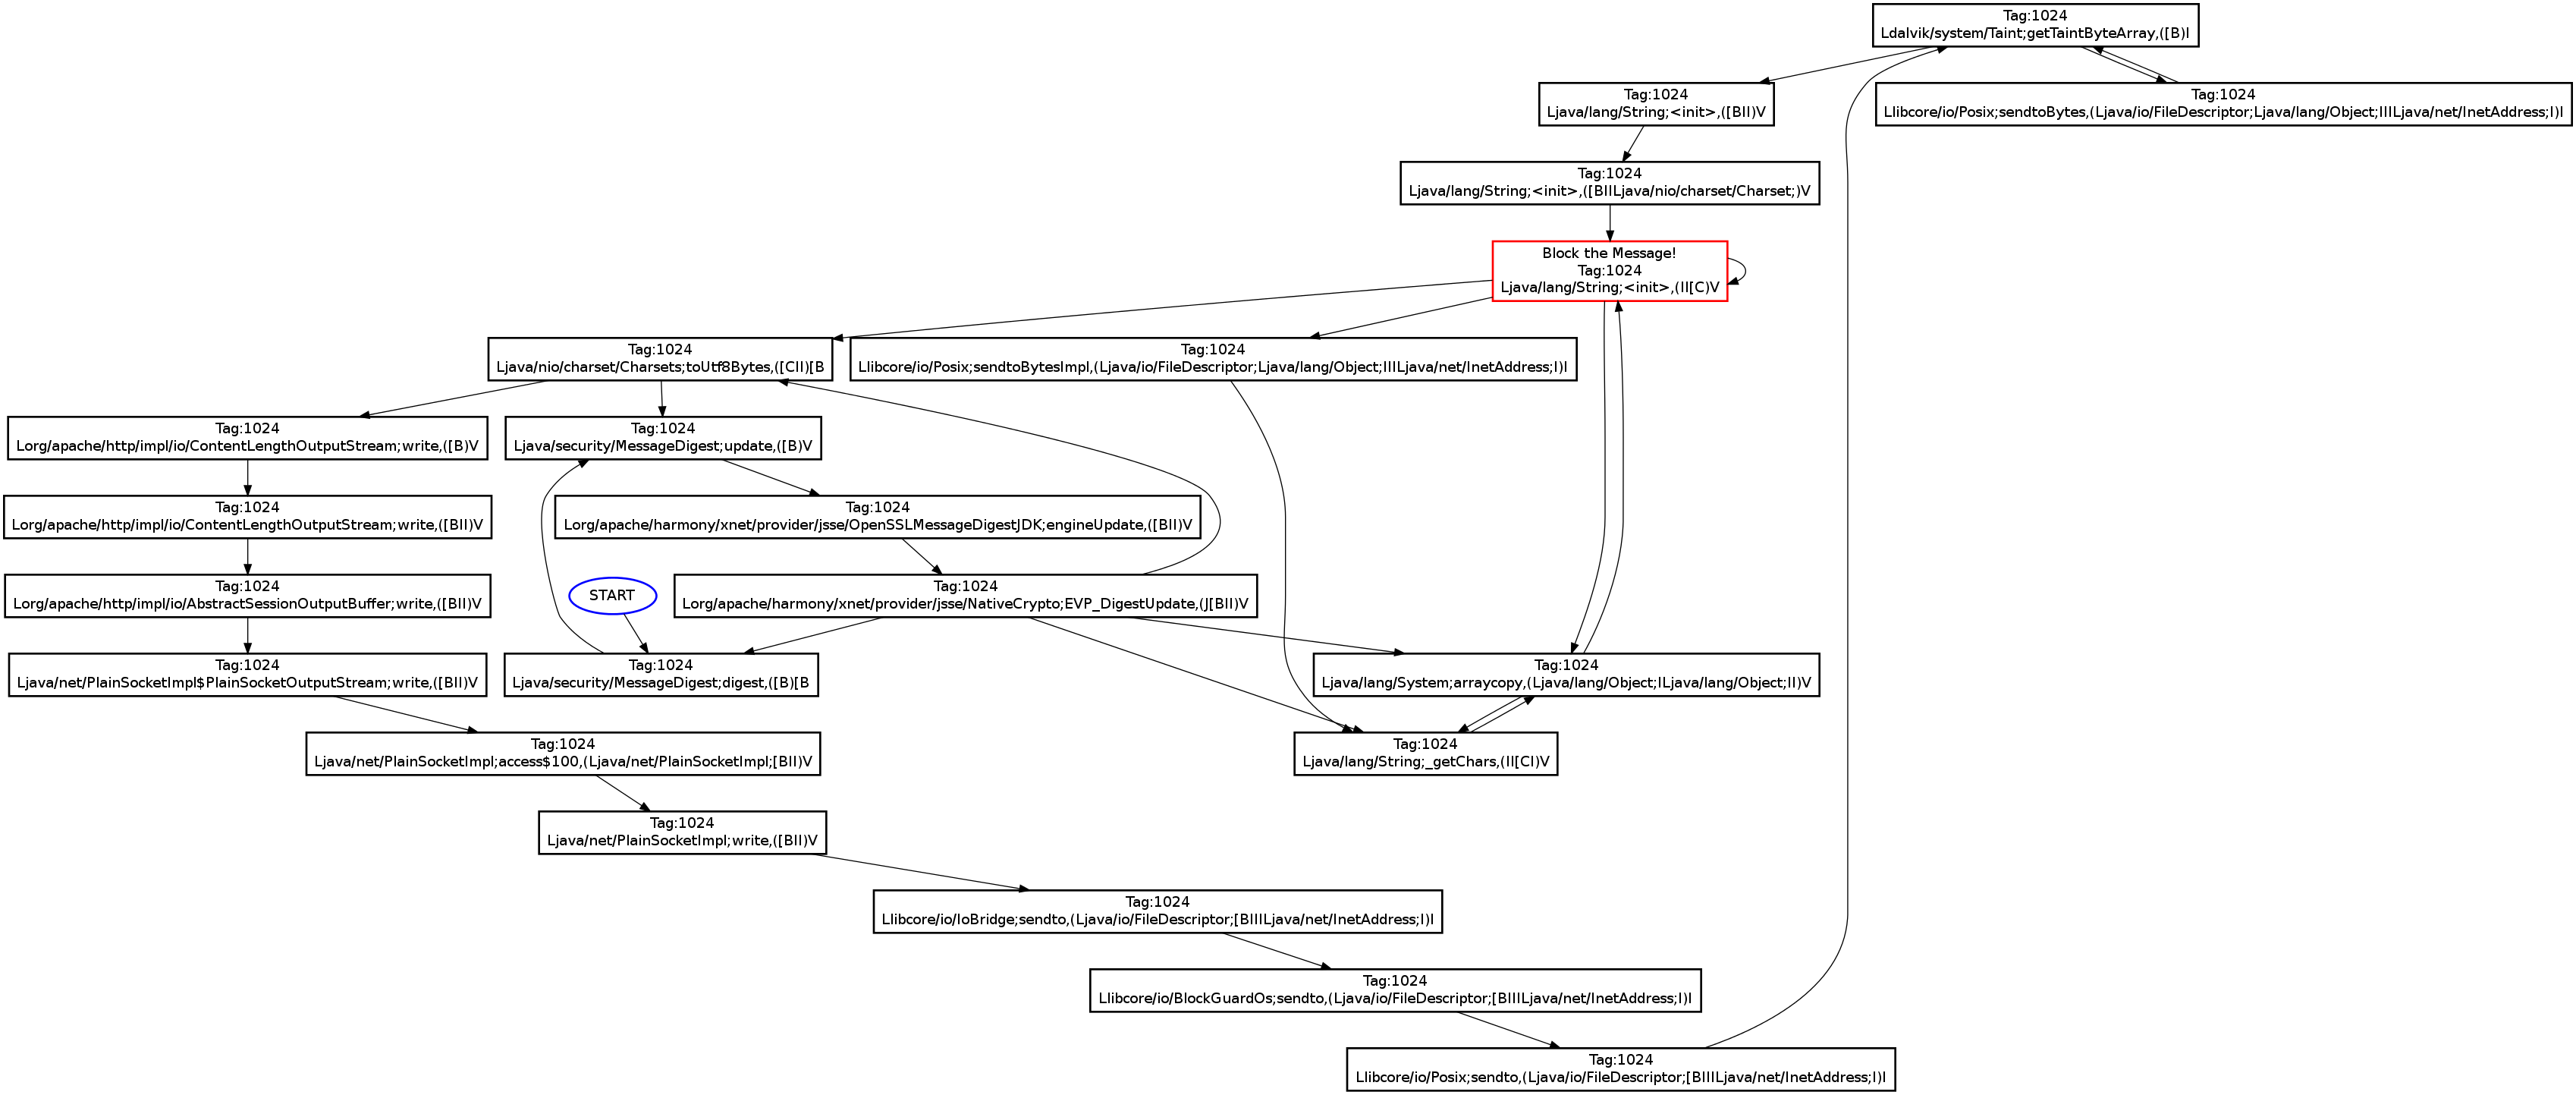 Tag:1024
Ldalvik/system/Taint;getTaintByteArray,([B)I
Tag:1024
Ljava/lang/String;<init>,([BII)V
Tag:1024
Llibcore/io/Posix;sendtoBytes,(Ljava/io/FileDescriptor;Ljava/lang/Object;IIILjava/net/InetAddress;I)I
Tag:1024
Ljava/lang/String;<init>,([BIILjava/nio/charset/Charset;)V
Block the Message!
Tag:1024
Ljava/lang/String;<init>,(II[C)V
Tag:1024
Ljava/nio/charset/Charsets;toUtf8Bytes,([CII)[B
Tag:1024
Llibcore/io/Posix;sendtoBytesImpl,(Ljava/io/FileDescriptor;Ljava/lang/Object;IIILjava/net/InetAddress;I)I
Tag:1024
Lorg/apache/http/impl/io/ContentLengthOutputStream;write,([B)V
Tag:1024
Ljava/security/MessageDigest;update,([B)V
Tag:1024
Lorg/apache/http/impl/io/ContentLengthOutputStream;write,([BII)V
Tag:1024
Lorg/apache/harmony/xnet/provider/jsse/OpenSSLMessageDigestJDK;engineUpdate,([BII)V
Tag:1024
Lorg/apache/http/impl/io/AbstractSessionOutputBuffer;write,([BII)V
START
Tag:1024
Lorg/apache/harmony/xnet/provider/jsse/NativeCrypto;EVP_DigestUpdate,(J[BII)V
Tag:1024
Ljava/net/PlainSocketImpl$PlainSocketOutputStream;write,([BII)V
Tag:1024
Ljava/security/MessageDigest;digest,([B)[B
Tag:1024
Ljava/lang/System;arraycopy,(Ljava/lang/Object;ILjava/lang/Object;II)V
Tag:1024
Ljava/net/PlainSocketImpl;access$100,(Ljava/net/PlainSocketImpl;[BII)V
Tag:1024
Ljava/lang/String;_getChars,(II[CI)V
Tag:1024
Ljava/net/PlainSocketImpl;write,([BII)V
Tag:1024
Llibcore/io/IoBridge;sendto,(Ljava/io/FileDescriptor;[BIIILjava/net/InetAddress;I)I
Tag:1024
Llibcore/io/BlockGuardOs;sendto,(Ljava/io/FileDescriptor;[BIIILjava/net/InetAddress;I)I
Tag:1024
Llibcore/io/Posix;sendto,(Ljava/io/FileDescriptor;[BIIILjava/net/InetAddress;I)I